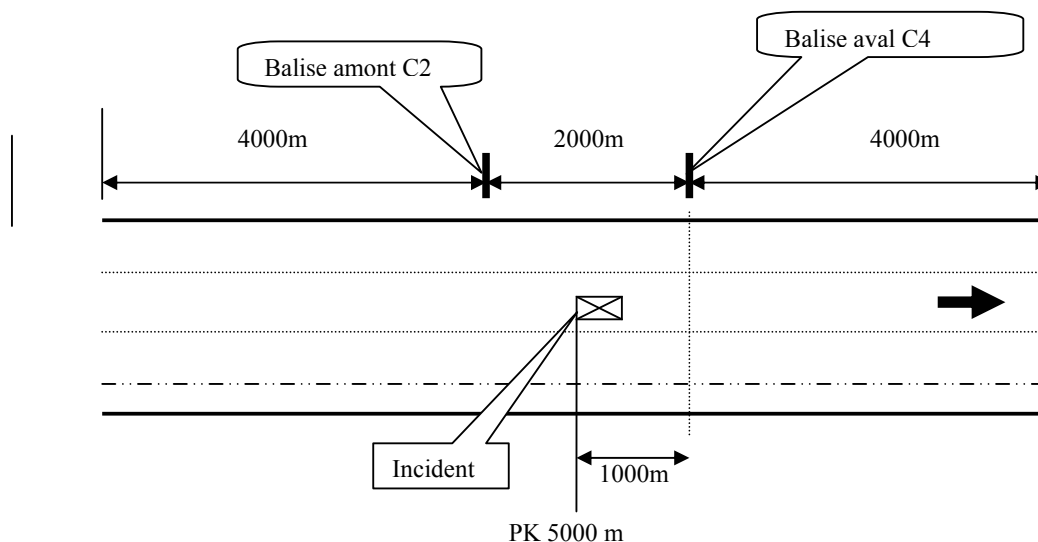 Balise aval C4
Balise amont C2
4000m
2000m
4000m
Incident
1000m
PK 5000 m